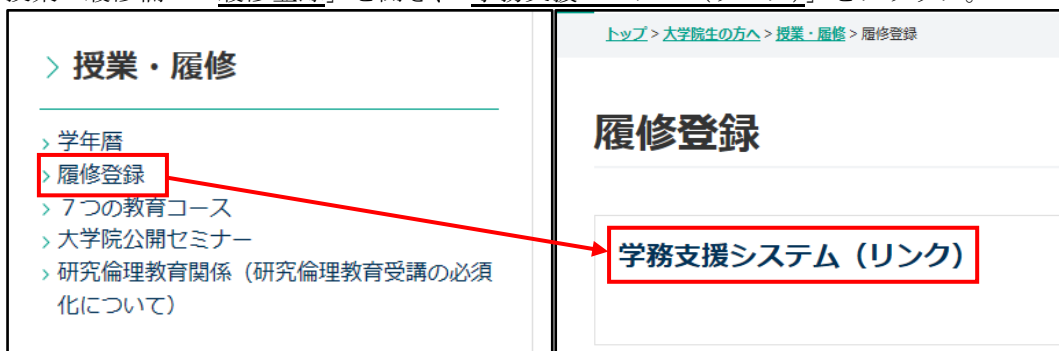 > 授業・履修
> 学年暦
> 履修登録
> 7つの教育コース
> 大学院公開セミナー
> 研究倫理教育関係（研究倫理教育受講の必須
化について）
トップ > 大学院生の方へ > 授業・履修 > 履修登録
履修登録
学務支援システム（リンク）